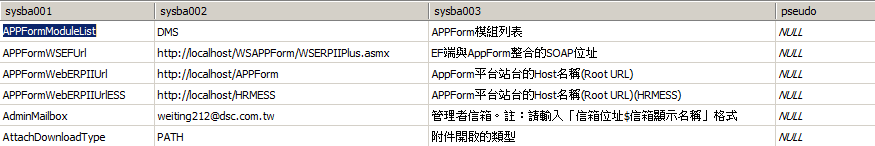 sysba001 sysba002 sysba003 pseudo
APPFormModuleList DMS APPForm模組列表 NULL
APPFormWSEFUrl http://localhost/WSAPPForm/WSERPIIPlus.asmx EF端與AppForm整合的SOAP位址 NULL
APPFormWebERPIIUrl http://localhost/APPForm AppForm平台站台的Host名稱(Root URL) NULL
APPFormWebERPIIUrlESS http://localhost/HRMESS APPForm平台站台的Host名稱(Root URL)(HRMESS) NULL
AdminMailbox weiting212@dsc.com.tw 管理者信箱。註：請輸入「信箱位址$信箱顯示名稱」格式 NULL
AttachDownloadType PATH 附件開啟的類型 NULL